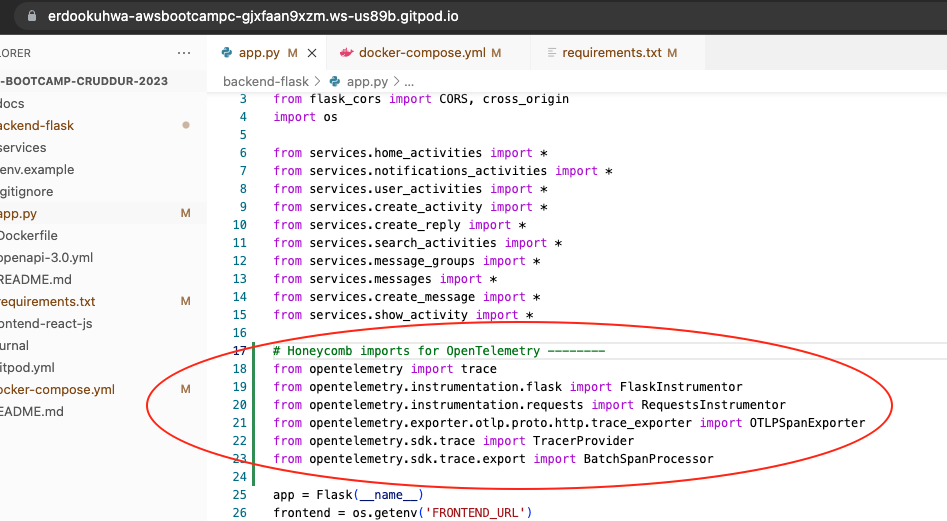 erdookuhwa-awsbootcampc-gjxfaan9xzm.ws-us89b.gitpod.io
LORER ...
app.py M
docker-compose.yml M
requirements.txt M
-BOOTCAMP-CRUDDUR-2023
docs
ackend-flask
services
env.example
gitignore
app.py M
Dockerfile
openapi-3.0.yml
README.md
requirements.txt M
ontend-react-js
urnal
itpod.yml
ocker-compose.yml M
EADME.md
backend-flask > app.py > ...
3 from flask_cors import CORS, cross_origin
4 import os
5
6 from services.home_activities import *
7 from services.notifications_activities import *
8 from services.user_activities import *
9 from services.create_activity import *
10 from services.create_reply import *
11 from services.search_activities import *
12 from services.message_groups import *
13 from services.messages import *
14 from services.create_message import *
15 from services.show_activity import *
16
17 # Honeycomb imports for OpenTelemetry --------
18 from opentelemetry import trace
19 from opentelemetry.instrumentation.flask import FlaskInstrumentor
20 from opentelemetry.instrumentation.requests import RequestsInstrumentor
21 from opentelemetry.exporter.otlp.proto.http.trace_exporter import OTLPSpanExporter
22 from opentelemetry.sdk.trace import TracerProvider
23 from opentelemetry.sdk.trace.export import BatchSpanProcessor
24
25 app = Flask(__name__)
26 frontend = os.getenv('FRONTEND_URL')